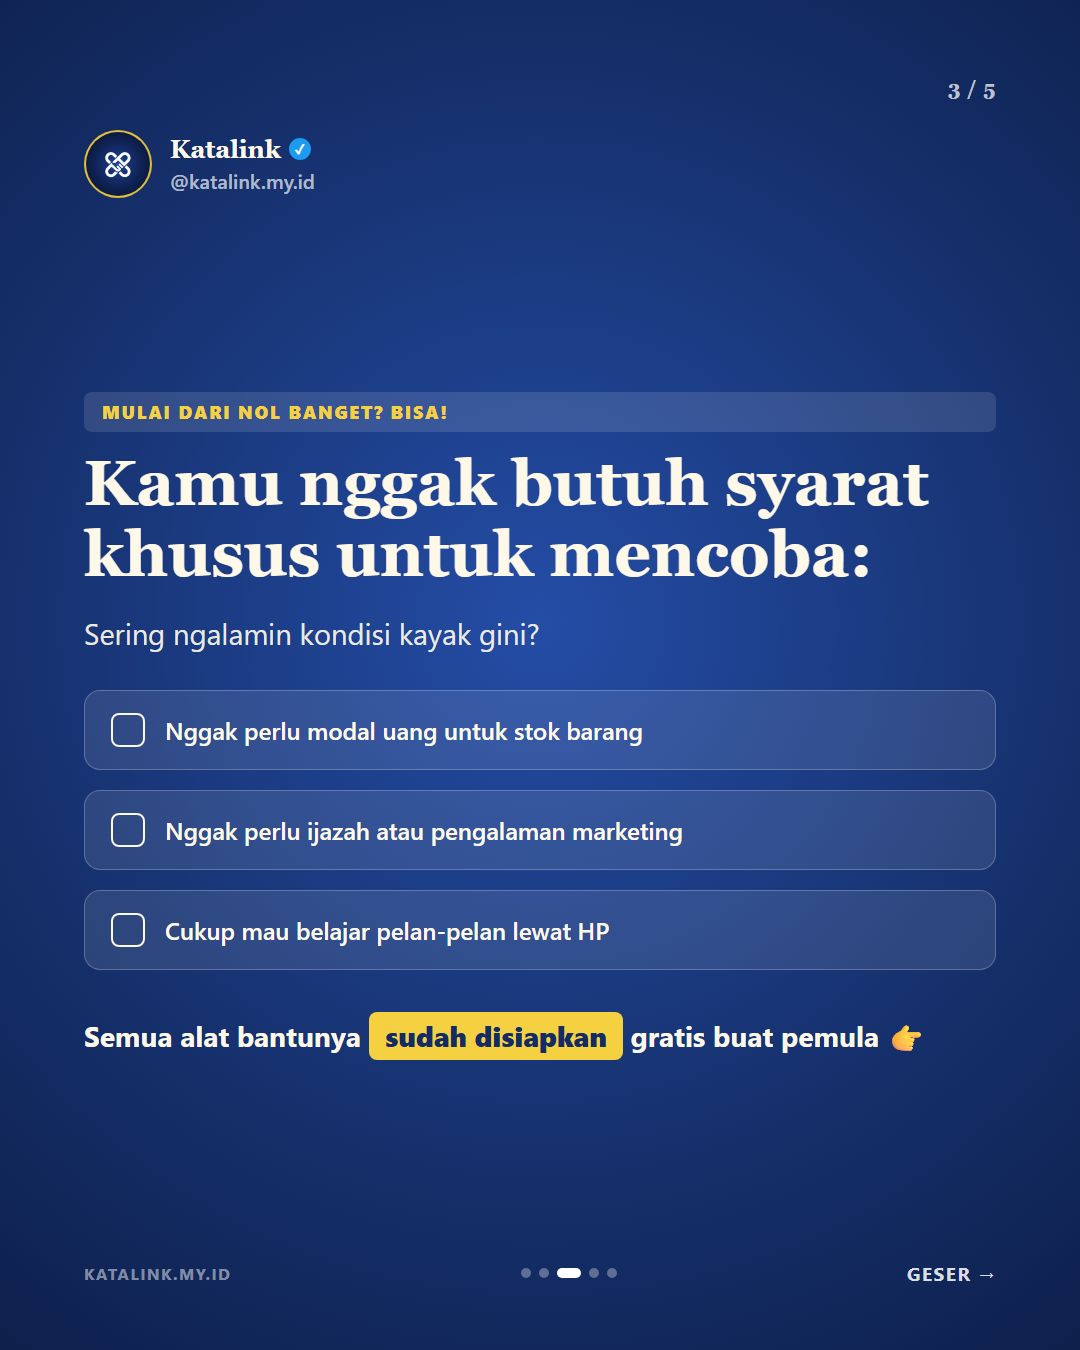 3 / 5
Katalink
@katalink.my.id
MULAI DARI NOL BANGET? BISA!
Kamu nggak butuh syarat
khusus untuk mencoba:
Sering ngalamin kondisi kayak gini?
Nggak perlu modal uang untuk stok barang
Nggak perlu ijazah atau pengalaman marketing
Cukup mau belajar pelan-pelan lewat HP
Semua alat bantunya sudah disiapkan gratis buat pemula 👉
KATALINK.MY.ID
GESER →